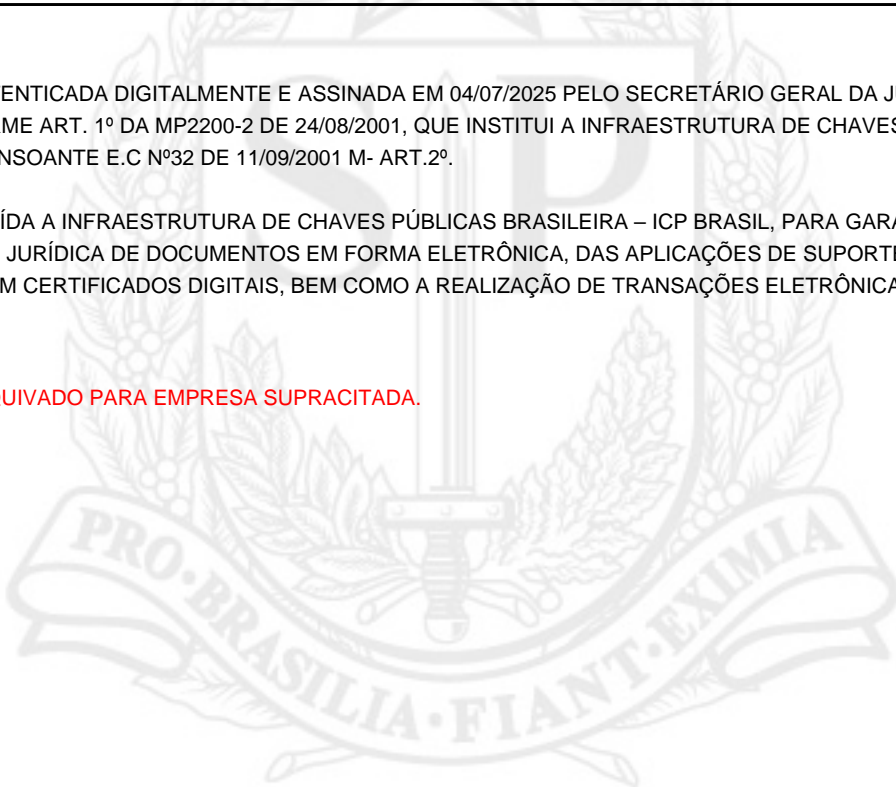 ENTICADA DIGITALMENTE E ASSINADA EM 04/07/2025 PELO SECRETÁRIO GERAL DA J
ME ART. 1º DA MP2200-2 DE 24/08/2001, QUE INSTITUI A INFRAESTRUTURA DE CHAVES
NSOANTE E.C Nº32 DE 11/09/2001 M- ART.2º.
ÍDA A INFRAESTRUTURA DE CHAVES PÚBLICAS BRASILEIRA – ICP BRASIL, PARA GARA
JURÍDICA DE DOCUMENTOS EM FORMA ELETRÔNICA, DAS APLICAÇÕES DE SUPORTE
M CERTIFICADOS DIGITAIS, BEM COMO A REALIZAÇÃO DE TRANSAÇÕES ELETRÔNICA
UIVADO PARA EMPRESA SUPRACITADA.
SP
PRO·BRASILIA·FIANT·EXIMIA